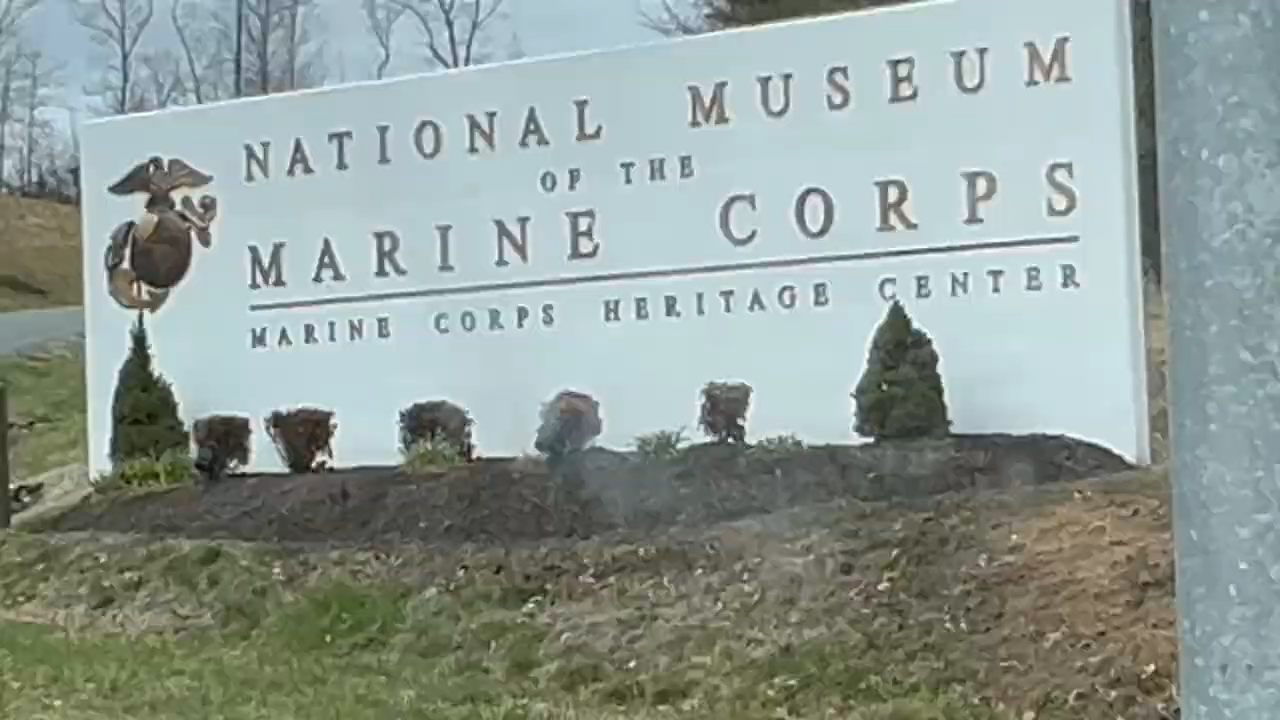 NATIONAL MUSEUM
OF THE
MARINE CORPS
MARINE CORPS HERITAGE CENTER